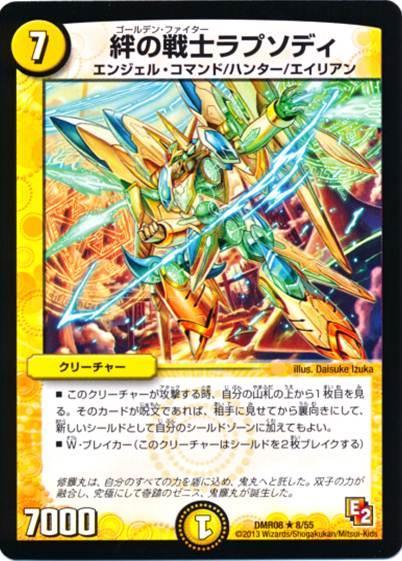 7
ゴールデン・ファイター
絆の戦士ラプソディ
エンジェル・コマンド/ハンター/エイリアン
クリーチャー
illus. Daisuke Izuka
■ このクリーチャーが攻撃する時、自分の山札の上から1枚目を見
る。そのカードが呪文であれば、相手に見せてから裏向きにして、
新しいシールドとして自分のシールドゾーンに加えてもよい。
■ W・ブレイカー(このクリーチャーはシールドを2枚ブレイクする)
修羅丸は、自分のすべての力を盾に込め、鬼丸へと託した。双子の力が
融合し、究極にして奇跡のゼニス、鬼羅丸が誕生した。
7000
1
E2
DMR08 ★ 8/55
©2013 Wizards/Shogakukan/Mitsui-Kids